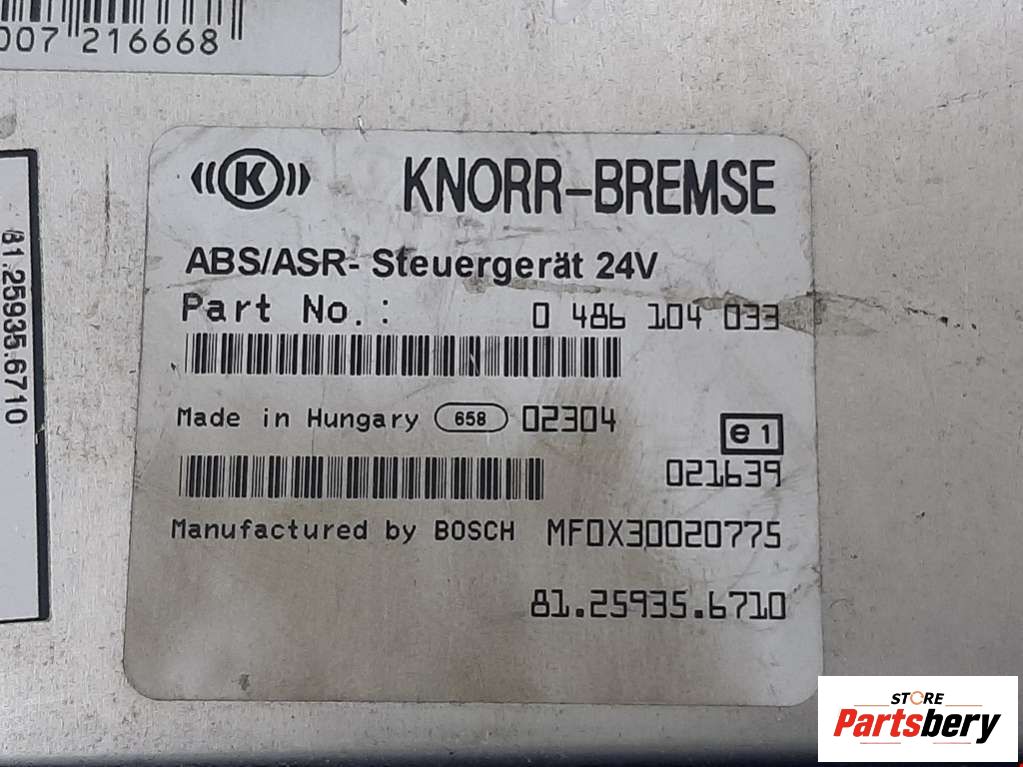 007 216668
81.25935.6710
K
KNORR-BREMSE
ABS/ASR- Steuergerät 24V
Part No.: 0 486 104 033
Made in Hungary 658 02304
e1
021639
Manufactured by BOSCH MF0X30020775
81.25935.6710
STORE
Partsbery